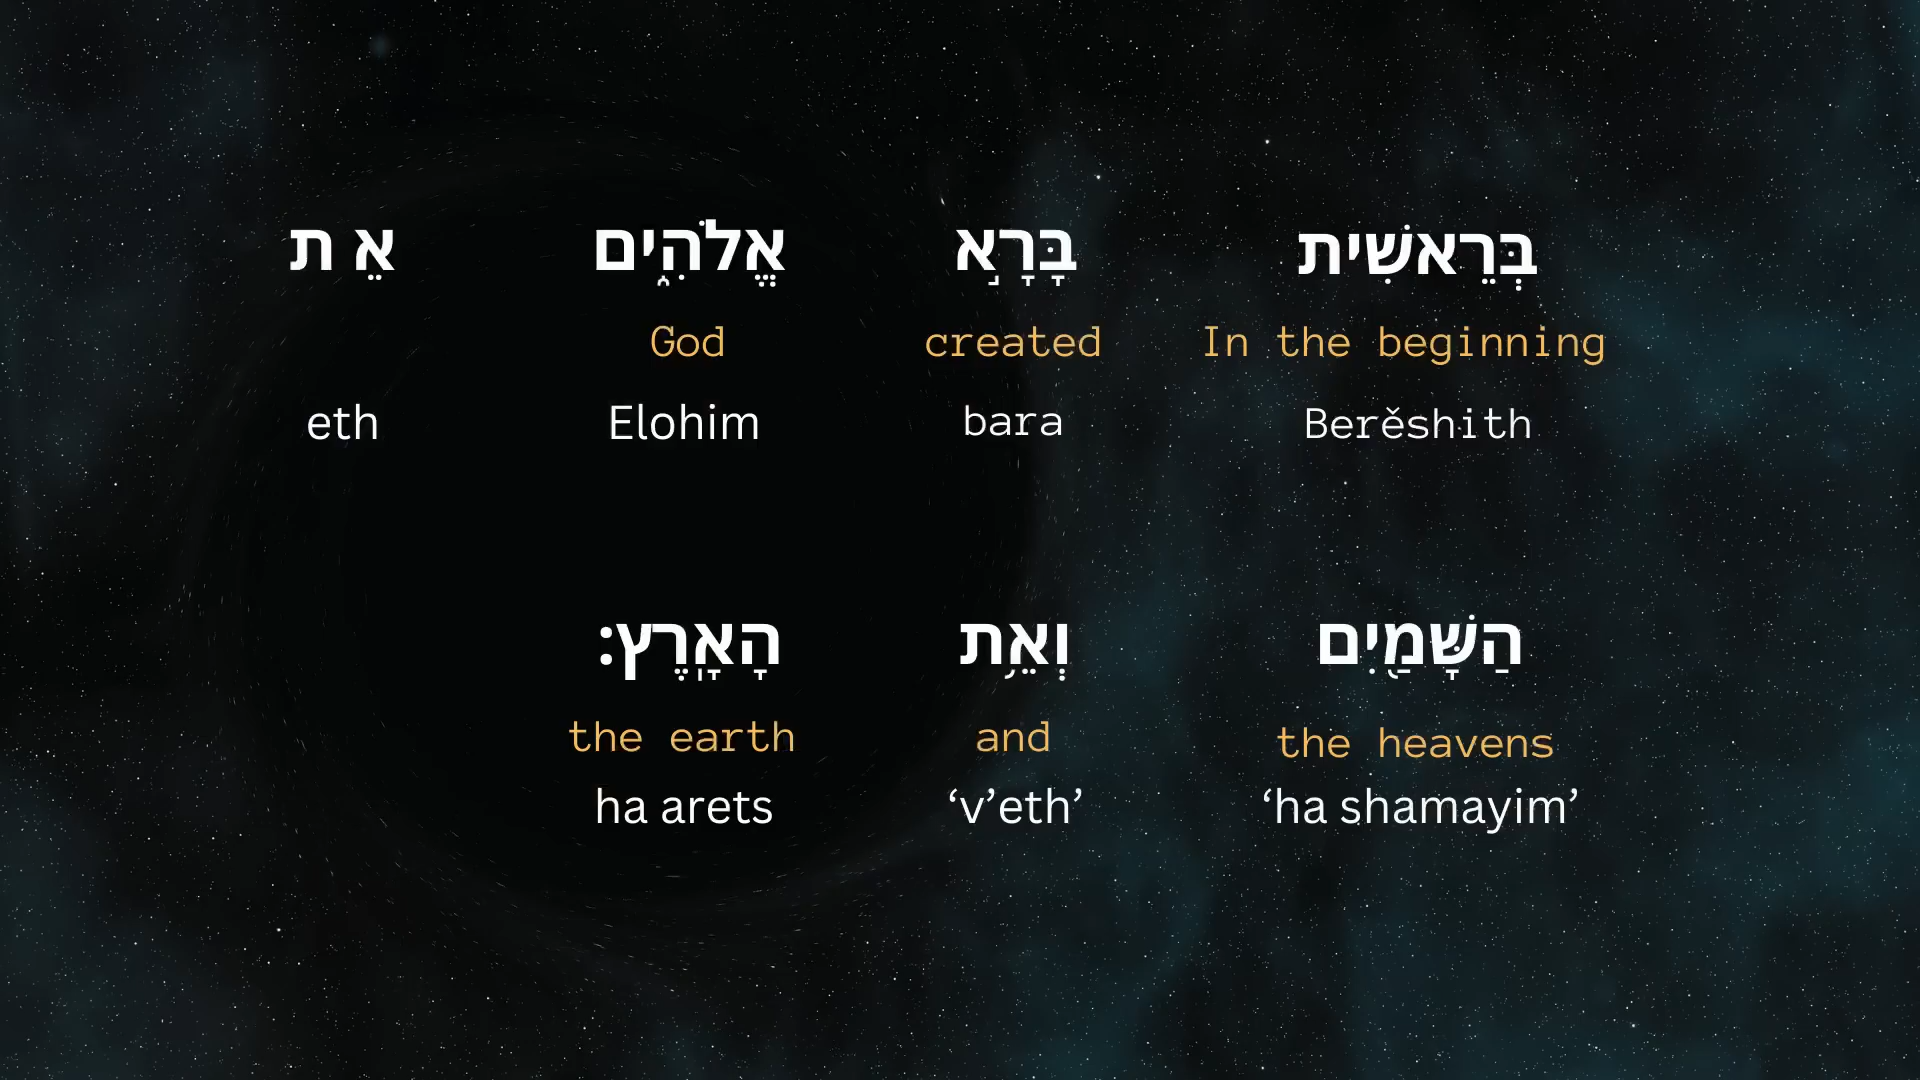 בְּרֵאשִׁית בָּרָ֣א אֱלֹהִ֑ים אֵ ת
God created In the beginning
eth Elohim bara Berĕshith
הַשָּׁמַ֖יִם וְאֵ֥ת הָאָֽרֶץ׃
the earth and the heavens
ha arets ‘v’eth’ ‘ha shamayim’